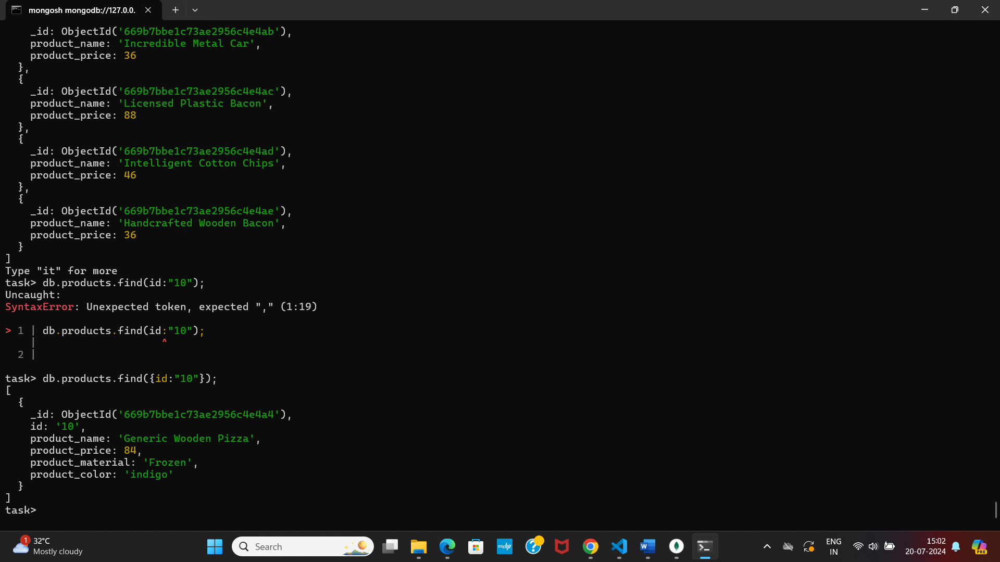 mongosh mongodb://127.0.0.
_id: ObjectId('669b7bbe1c73ae2956c4e4ab'),
product_name: 'Incredible Metal Car',
product_price: 36
},
{
_id: ObjectId('669b7bbe1c73ae2956c4e4ac'),
product_name: 'Licensed Plastic Bacon',
product_price: 88
},
{
_id: ObjectId('669b7bbe1c73ae2956c4e4ad'),
product_name: 'Intelligent Cotton Chips',
product_price: 46
},
{
_id: ObjectId('669b7bbe1c73ae2956c4e4ae'),
product_name: 'Handcrafted Wooden Bacon',
product_price: 36
}
]
Type "it" for more
task> db.products.find(id:"10");
Uncaught:
SyntaxError: Unexpected token, expected "," (1:19)
> 1 | db.products.find(id:"10");
| ^
2 |
task> db.products.find({id:"10"});
[
{
_id: ObjectId('669b7bbe1c73ae2956c4e4a4'),
id: '10',
product_name: 'Generic Wooden Pizza',
product_price: 84,
product_material: 'Frozen',
product_color: 'indigo'
}
]
task>
1
32°C
Mostly cloudy
Search
myhp
?
W
ENG
IN
15:02
20-07-2024
PRE